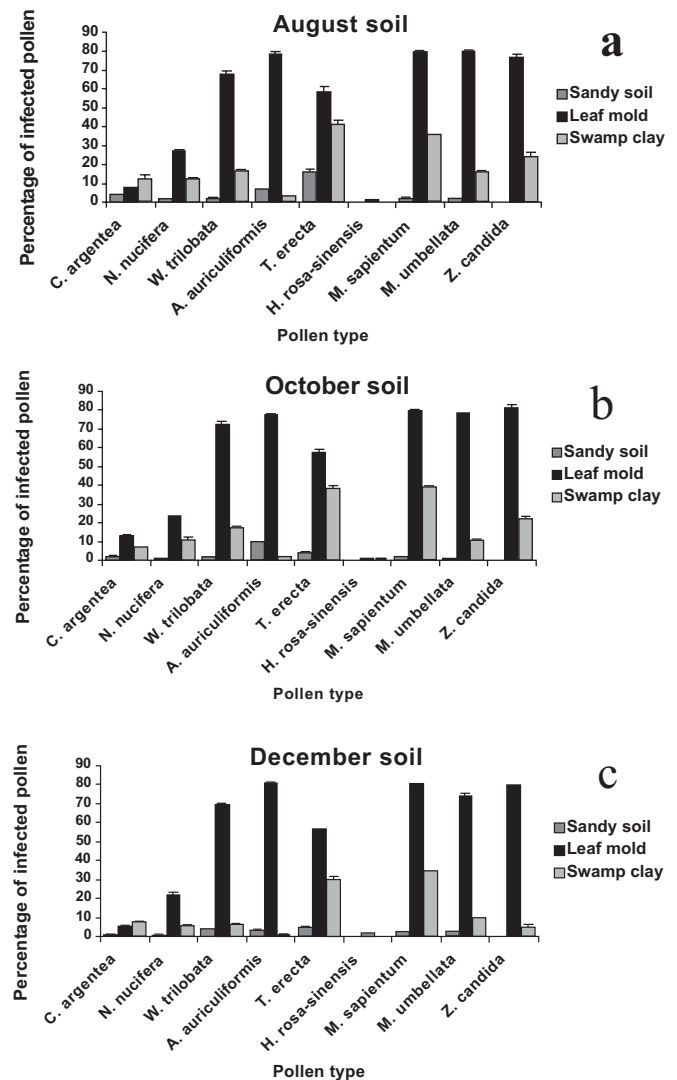 August soil
a
Percentage of infected pollen
90
80
70
60
50
40
30
20
10
0
Sandy soil
Leaf mold
Swamp clay
C. argentea
N. nucifera
W. trilobata
A. auriculiformis
T. erecta
H. rosa-sinensis
M. sapientum
M. umbellata
Z. candida
Pollen type
October soil
b
Percentage of infected pollen
90
80
70
60
50
40
30
20
10
0
Sandy soil
Leaf mold
Swamp clay
C. argentea
N. nucifera
W. trilobata
A. auriculiformis
T. erecta
H. rosa-sinensis
M. sapientum
M. umbellata
Z. candida
Pollen type
December soil
c
Percentage of infected pollen
90
80
70
60
50
40
30
20
10
0
Sandy soil
Leaf mold
Swamp clay
C. argentea
N. nucifera
W. trilobata
A. auriculiformis
T. erecta
H. rosa-sinensis
M. sapientum
M. umbellata
Z. candida
Pollen type